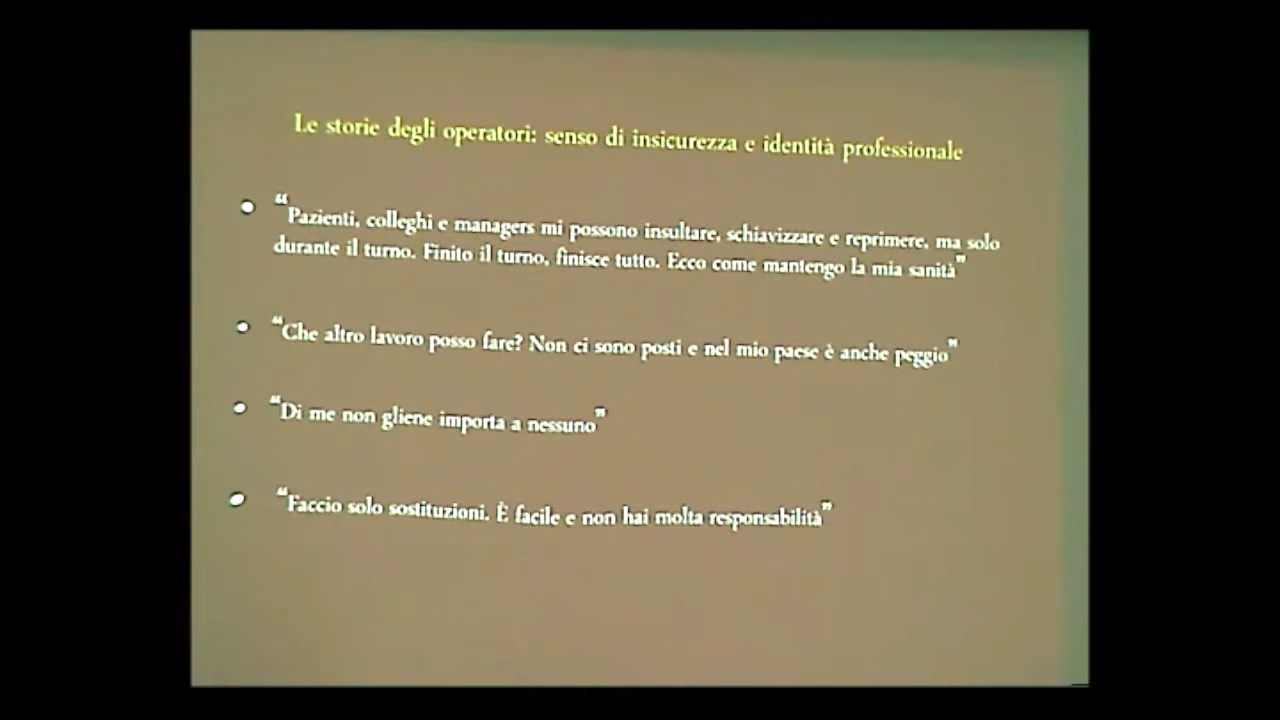 Le storie degli operatori: senso di insicurezza e identità professionale
“Pazienti, colleghi e managers mi possono insultare, schiavizzare e reprimere, ma solo
durante il turno. Finito il turno, finisce tutto. Ecco come mantengo la mia sanità”
“Che altro lavoro posso fare? Non ci sono posti e nel mio paese è anche peggio”
“Di me non gliene importa a nessuno”
“Faccio solo sostituzioni. È facile e non hai molta responsabilità”